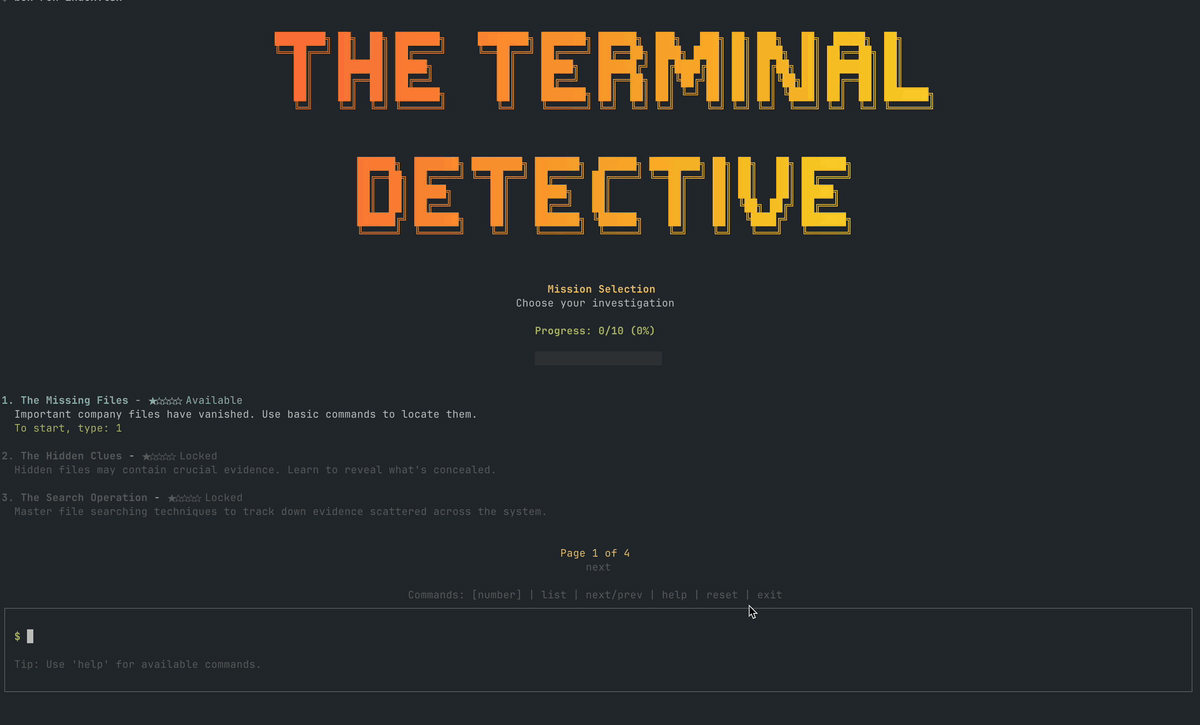 THE TERMINAL
DETECTIVE
Mission Selection
Choose your investigation
Progress: 0/10 (0%)
1. The Missing Files - ★☆☆☆☆ Available
Important company files have vanished. Use basic commands to locate them.
To start, type: 1
2. The Hidden Clues - ★☆☆☆☆ Locked
Hidden files may contain crucial evidence. Learn to reveal what's concealed.
3. The Search Operation - ★☆☆☆☆ Locked
Master file searching techniques to track down evidence scattered across the system.
Page 1 of 4
next
Commands: [number] | list | next/prev | help | reset | exit
$
Tip: Use 'help' for available commands.